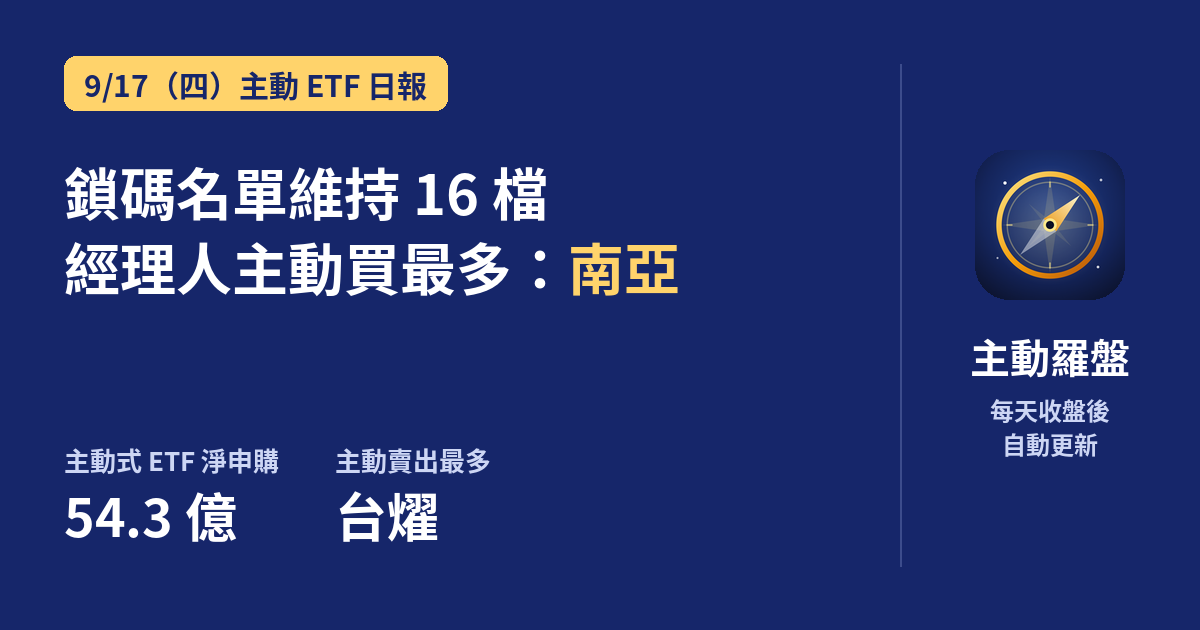 9/17（四）主動 ETF 日報
鎖碼名單維持 16 檔
經理人主動買最多：南亞
主動式 ETF 淨申購
54.3 億
主動賣出最多
台燿
主動羅盤
每天收盤後
自動更新